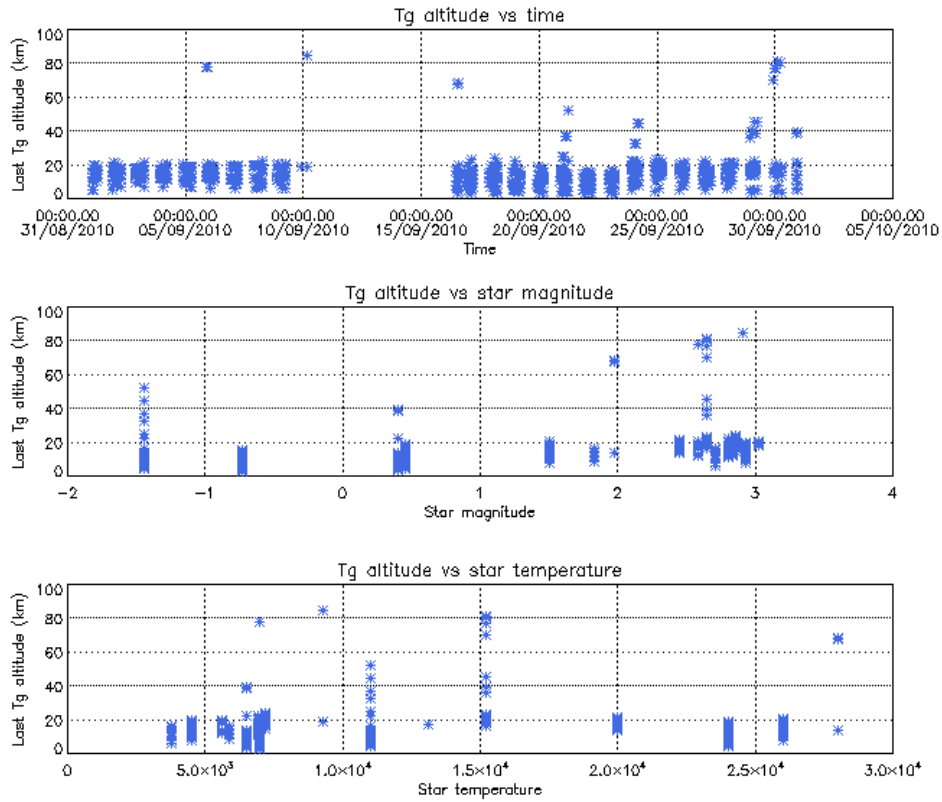 Tg altitude vs time
Last Tg altitude (km)
100
80
60
40
20
0
00:00.00 00:00.00 00:00.00 00:00.00 00:00.00 00:00.00 00:00.00 00:00.00
31/08/2010 05/09/2010 10/09/2010 15/09/2010 20/09/2010 25/09/2010 30/09/2010 05/10/2010
Time
Tg altitude vs star magnitude
Last Tg altitude (km)
100
80
60
40
20
0
-2 -1 0 1 2 3 4
Star magnitude
Tg altitude vs star temperature
Last Tg altitude (km)
100
80
60
40
20
0
0 5.0×10³ 1.0×10⁴ 1.5×10⁴ 2.0×10⁴ 2.5×10⁴ 3.0×10⁴
Star temperature